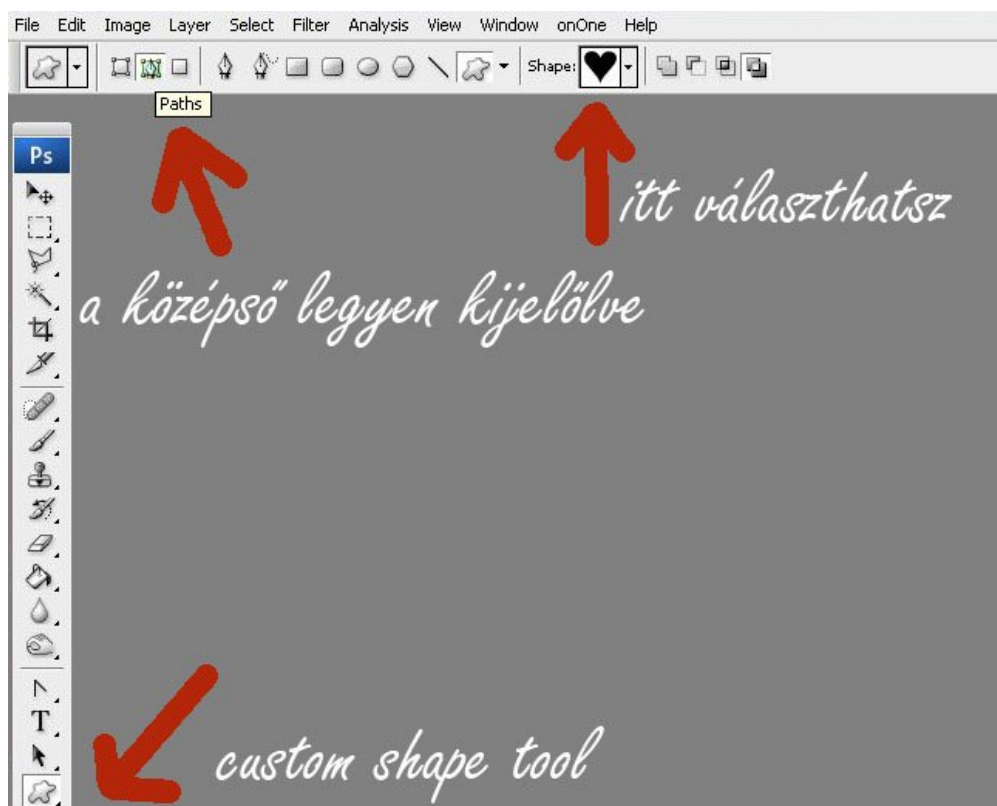 File Edit Image Layer Select Filter Analysis View Window onOne Help
Shape:
Paths
Ps
itt választhatsz
a középső legyen kijelőlve
T
custom shape tool